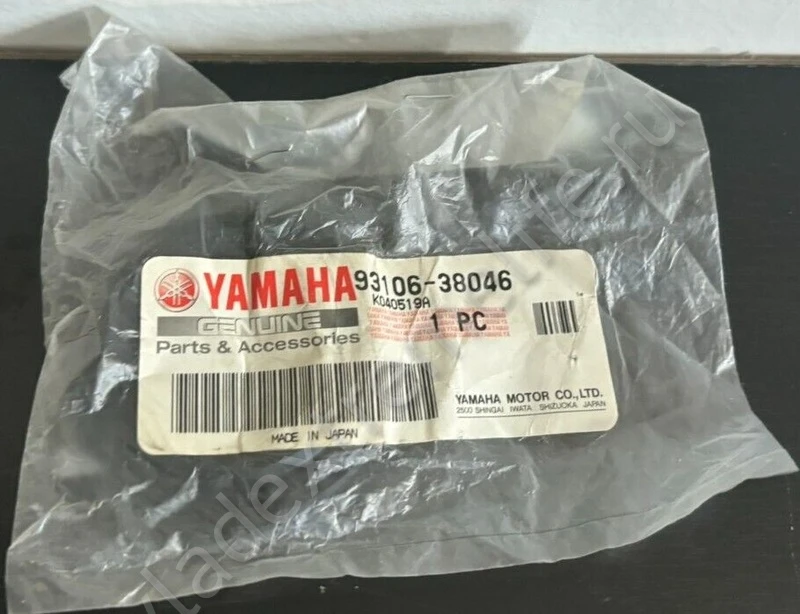 YAMAHA
93106-38046
K040519A
GENUINE
1 PC
Parts & Accessories
YAMAHA MOTOR CO.,LTD.
2500 SHINGAI IWATA SHIZUOKA JAPAN
MADE IN JAPAN